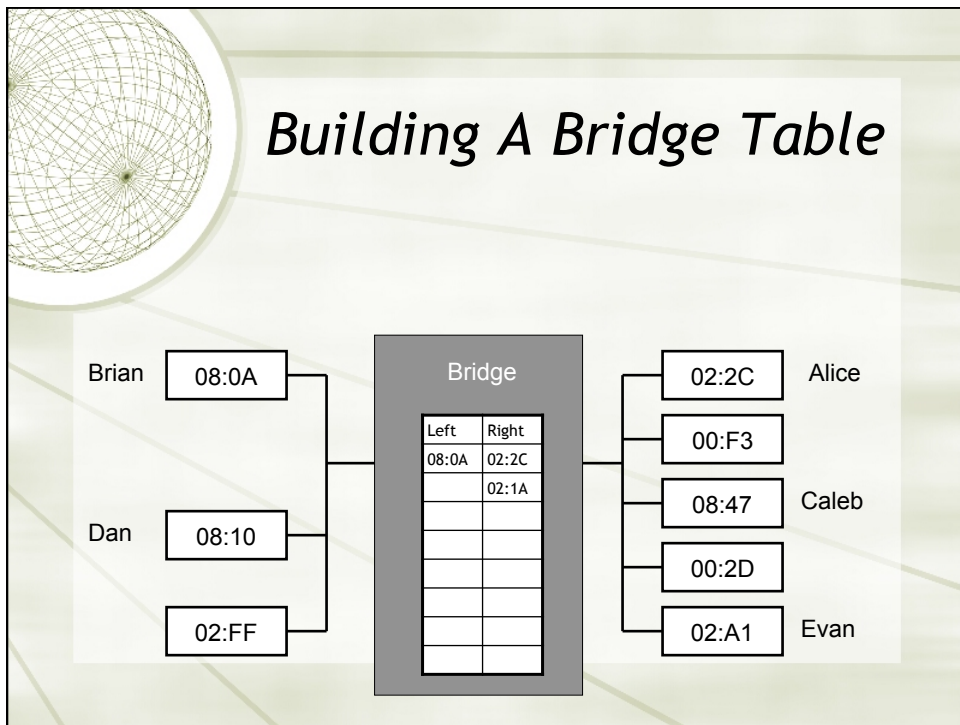 Building A Bridge Table
Brian 08:0A
Dan 08:10
02:FF
Bridge
Left Right
08:0A 02:2C
02:1A
02:2C Alice
00:F3
08:47 Caleb
00:2D
02:A1 Evan